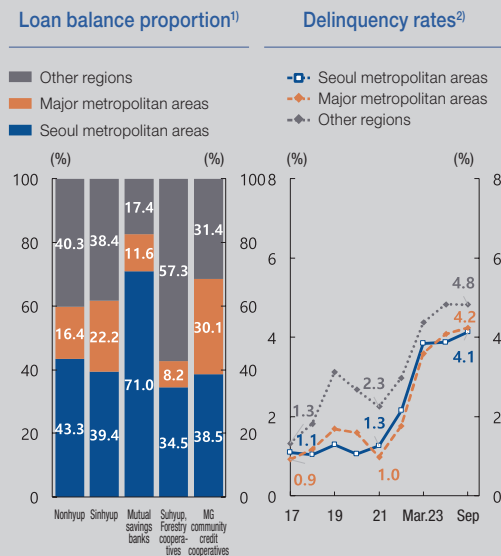 Loan balance proportion1)
Other regions
Major metropolitan areas
Seoul metropolitan areas
(%) (%)
100 100
80 80
60 60
40 40
20 20
0 0
40.3 38.4 17.4 57.3 31.4
16.4 22.2 11.6 8.2 30.1
43.3 39.4 71.0 34.5 38.5
Nonhyup Sinhyup Mutual savings banks Suhyup, Forestry coopera- tives MG community credit cooperatives
Delinquency rates2)
Seoul metropolitan areas
Major metropolitan areas
Other regions
(%) (%)
8 8
6 6
4 4
2 2
0 0
1.3 2.3 4.8
1.1 1.3 4.1
0.9 1.0 4.2
17 19 21 Mar.23 Sep